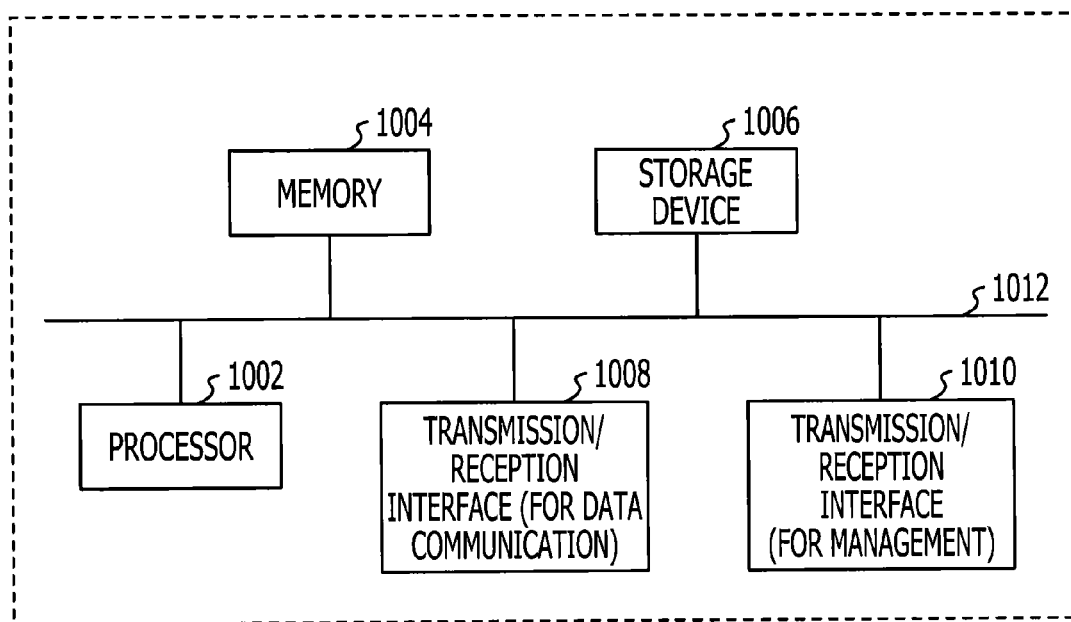 1004
MEMORY
1006
STORAGE
DEVICE
1012
1002
PROCESSOR
1008
TRANSMISSION/
RECEPTION
INTERFACE (FOR DATA
COMMUNICATION)
1010
TRANSMISSION/
RECEPTION
INTERFACE
(FOR MANAGEMENT)